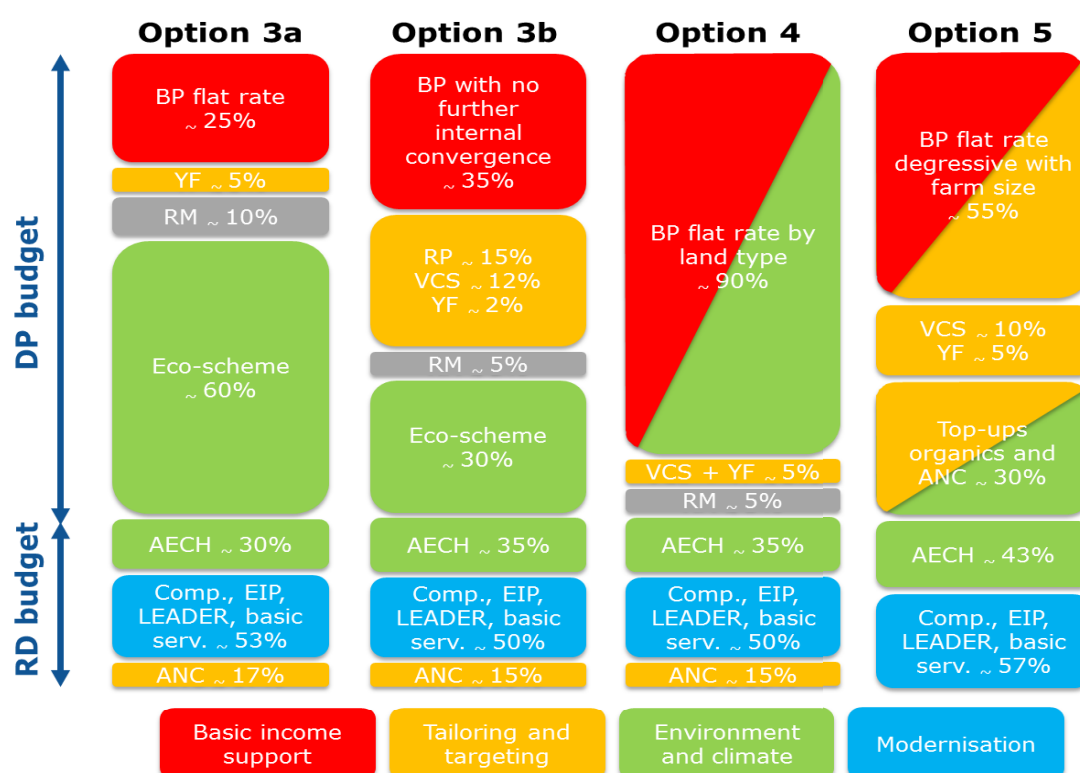 Option 3a
Option 3b
Option 4
Option 5
DP budget
RD budget
BP flat rate
~ 25%
YF ~ 5%
RM ~ 10%
Eco-scheme
~ 60%
AECH ~ 30%
Comp., EIP,
LEADER, basic
serv. ~ 53%
ANC ~ 17%
BP with no
further
internal
convergence
~ 35%
RP ~ 15%
VCS ~ 12%
YF ~ 2%
RM ~ 5%
Eco-scheme
~ 30%
AECH ~ 35%
Comp., EIP,
LEADER, basic
serv. ~ 50%
ANC ~ 15%
BP flat rate by
land type
~ 90%
VCS + YF ~ 5%
RM ~ 5%
AECH ~ 35%
Comp., EIP,
LEADER, basic
serv. ~ 50%
ANC ~ 15%
BP flat rate
degressive with
farm size
~ 55%
VCS ~ 10%
YF ~ 5%
Top-ups
organics and
ANC ~ 30%
AECH ~ 43%
Comp., EIP,
LEADER, basic
serv. ~ 57%
Basic income
support
Tailoring and
targeting
Environment
and climate
Modernisation